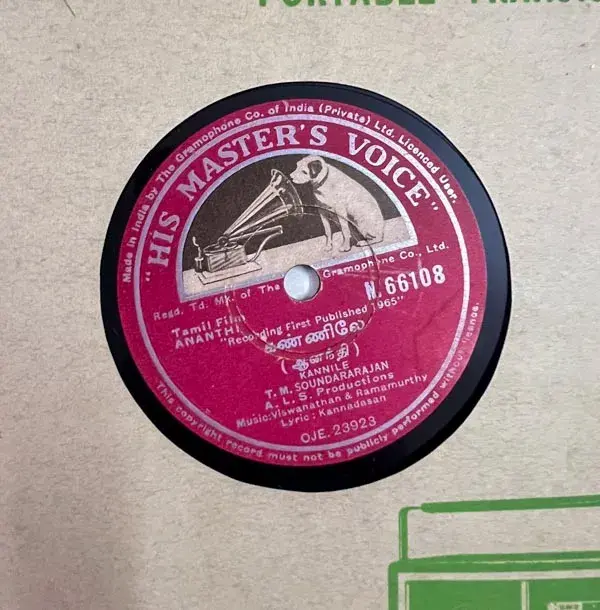 PORTABLE
Made in India by The Gramophone Co. of India (Private) Ltd. Licenced User.
"HIS MASTER'S VOICE"
Regd. Td. Mk. of The Gramophone Co., Ltd.
N.66108
Tamil Film
ANANTHI
"Recording First Published 1965"
கண்ணிலே
(ஆனந்தி)
KANNILE
T. M. SOUNDARARAJAN
A. L. S. Productions
Music: Viswanathan & Ramamurthy
Lyric : Kannadasan
OJE. 23923
This copyright record must not be publicly performed without licence.